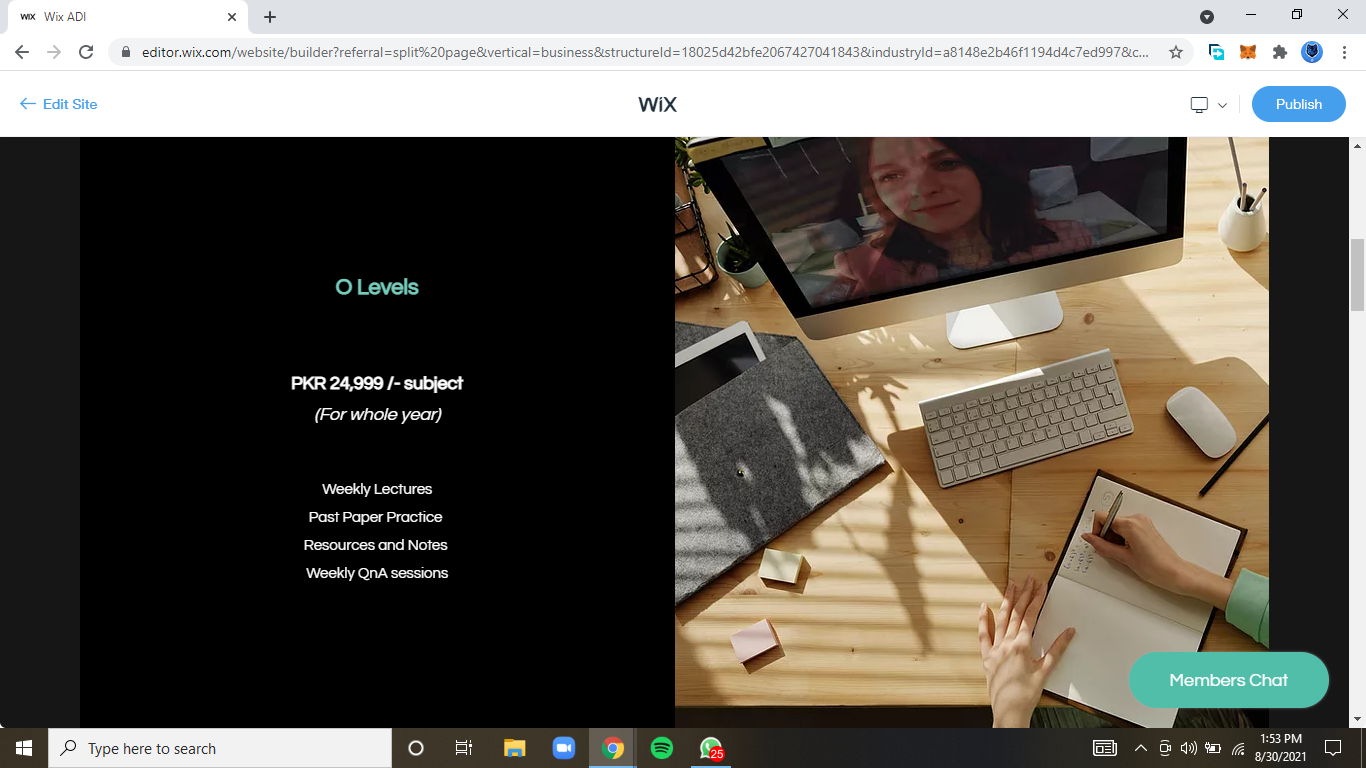 WiX Wix ADI
editor.wix.com/website/builder?referral=split%20page&vertical=business&structureId=18025d42bfe2067427041843&industryId=a8148e2b46f1194d4c7ed997&c...
Edit Site
WiX
Publish
O Levels
PKR 24,999 /- subject
(For whole year)
Weekly Lectures
Past Paper Practice
Resources and Notes
Weekly QnA sessions
Members Chat
Type here to search
25
1:53 PM
8/30/2021